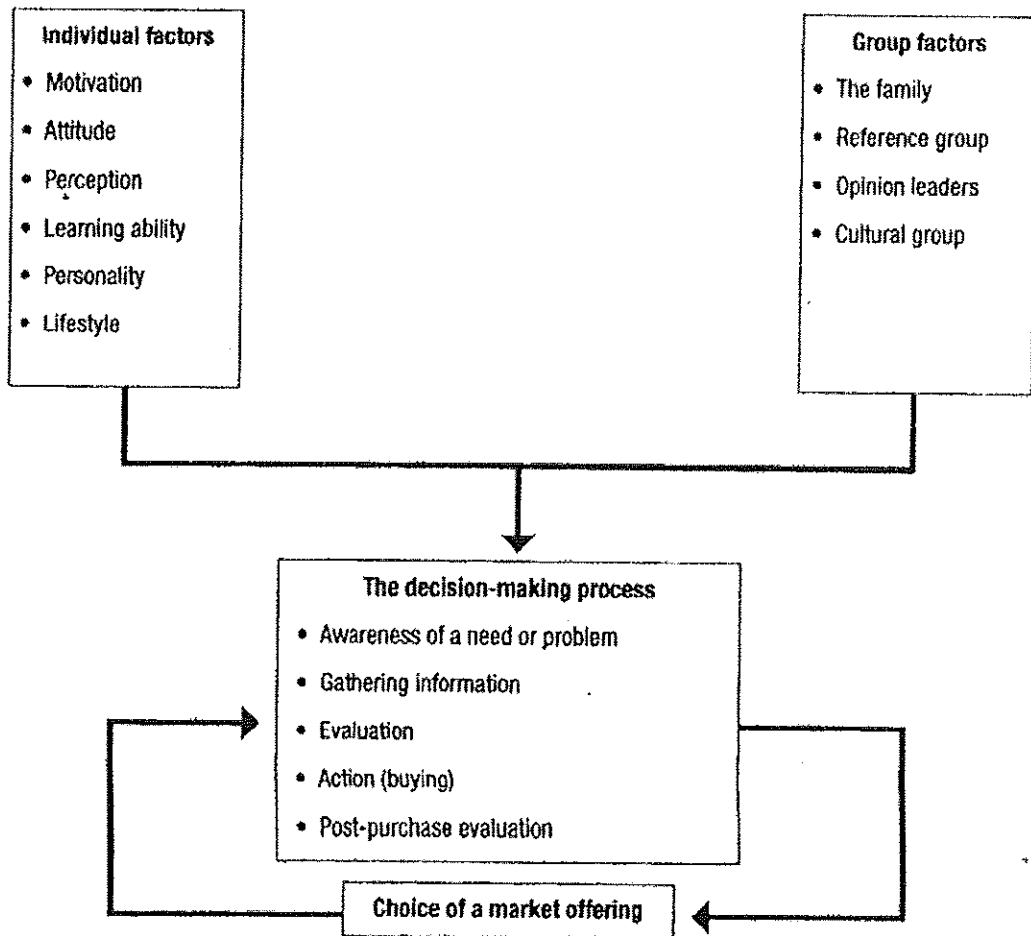 Individual factors
• Motivation
• Attitude
• Perception
• Learning ability
• Personality
• Lifestyle
Group factors
• The family
• Reference group
• Opinion leaders
• Cultural group
The decision-making process
• Awareness of a need or problem
• Gathering information
• Evaluation
• Action (buying)
• Post-purchase evaluation
Choice of a market offering